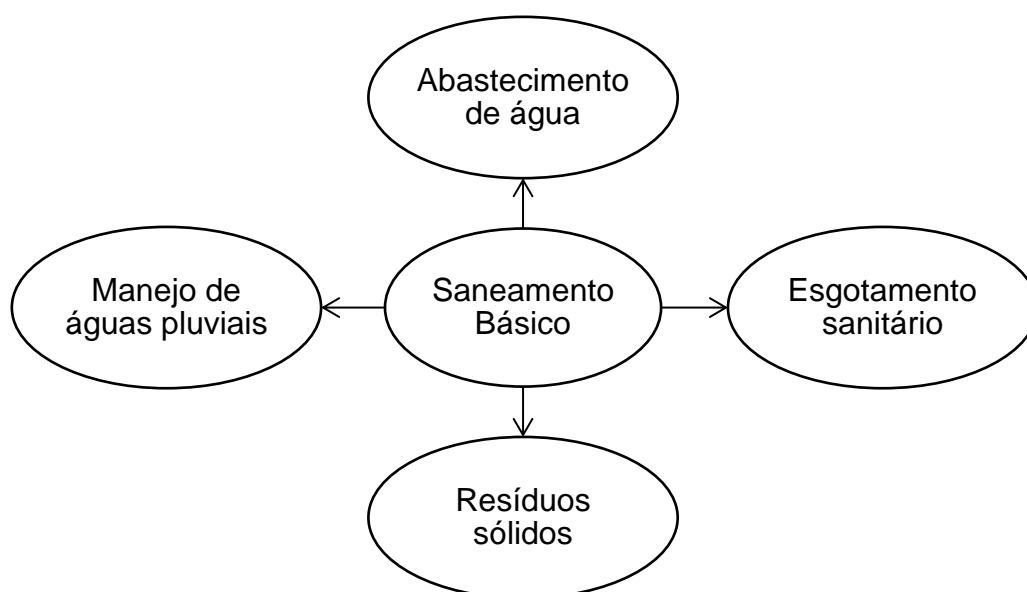 Abastecimento
de água
Manejo de
águas pluviais
Saneamento
Básico
Esgotamento
sanitário
Resíduos
sólidos